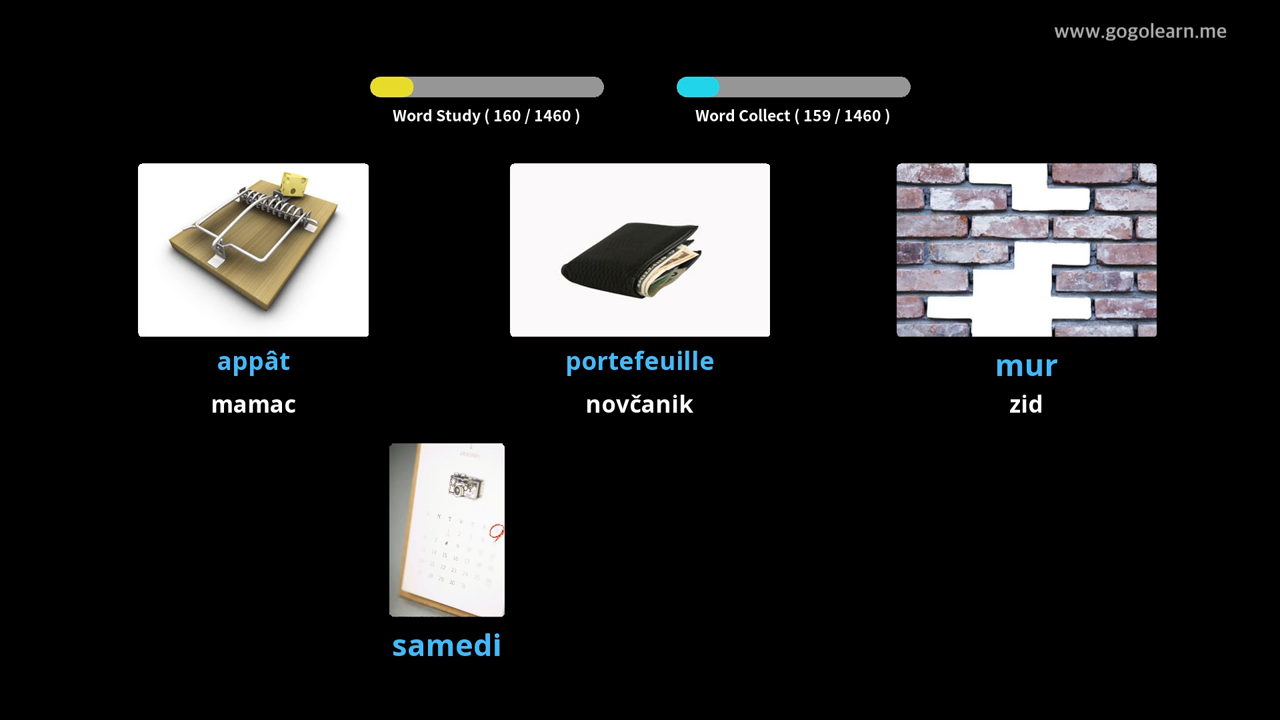 www.gogolearn.me
Word Study ( 160 / 1460 )
Word Collect ( 159 / 1460 )
appât
portefeuille
mur
mamac
novčanik
zid
samedi